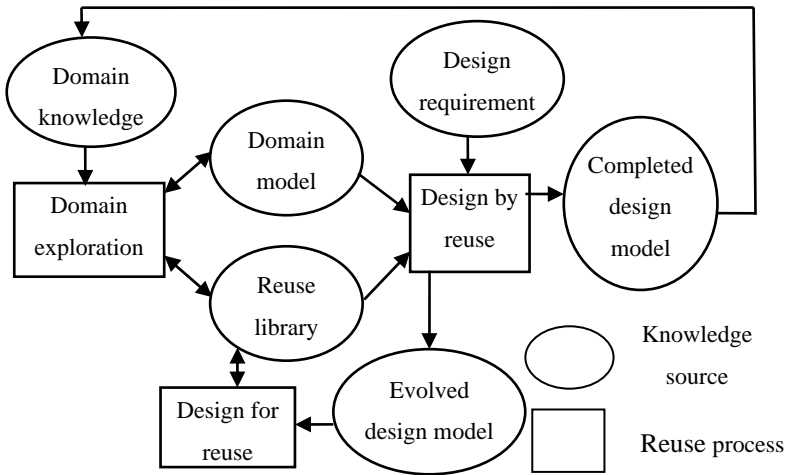 Domain
knowledge
Design
requirement
Domain
model
Completed
design
model
Domain
exploration
Design by
reuse
Reuse
library
Knowledge
source
Evolved
design model
Design for
reuse
Reuse process